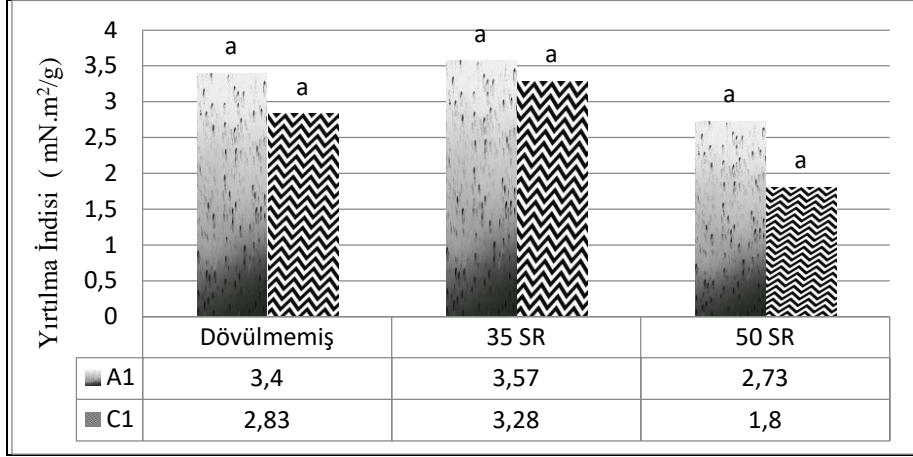 Yırtılma İndisi ( mN.m²/g)
4
3,5
3
2,5
2
1,5
1
0,5
0
a
a
a
a
a
a
Dövülmemiş 35 SR 50 SR
A1 3,4 3,57 2,73
C1 2,83 3,28 1,8